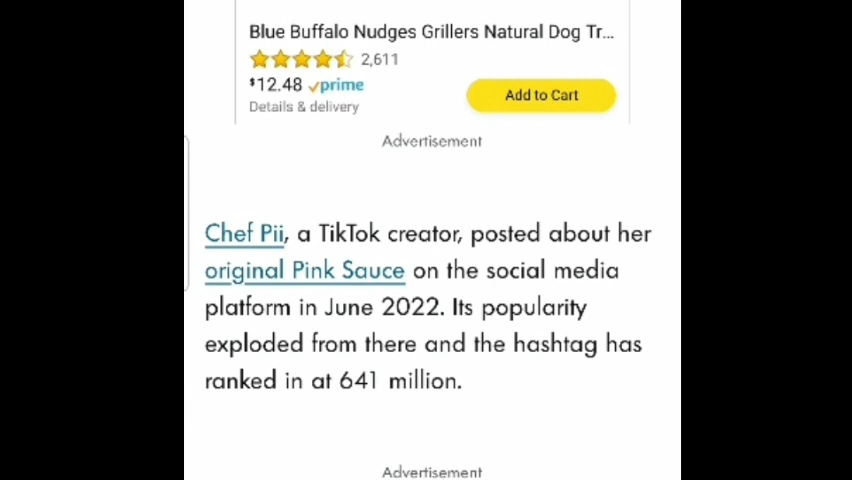 Blue Buffalo Nudges Grillers Natural Dog Tr...
2,611
$12.48 prime
Details & delivery
Add to Cart
Advertisement
Chef Pii, a TikTok creator, posted about her
original Pink Sauce on the social media
platform in June 2022. Its popularity
exploded from there and the hashtag has
ranked in at 641 million.
Advertisement